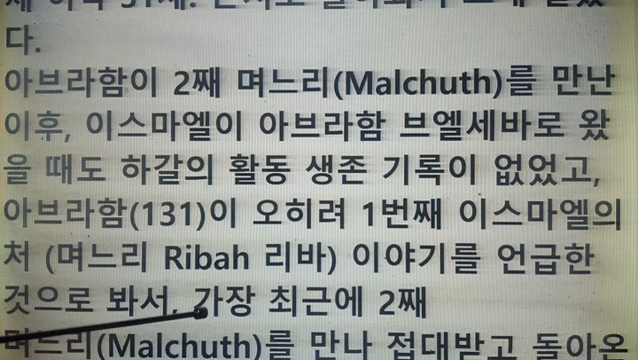 다.
아브라함이 2째 며느리(Malchuth)를 만난
이후, 이스마엘이 아브라함 브엘세바로 왔
을 때도 하갈의 활동 생존 기록이 없었고,
아브라함(131)이 오히려 1번째 이스마엘의
처 (며느리 Ribah 리바) 이야기를 언급한
것으로 봐서, 가장 최근에 2째
며느리(Malchuth)를 만나 접대받고 돌아온